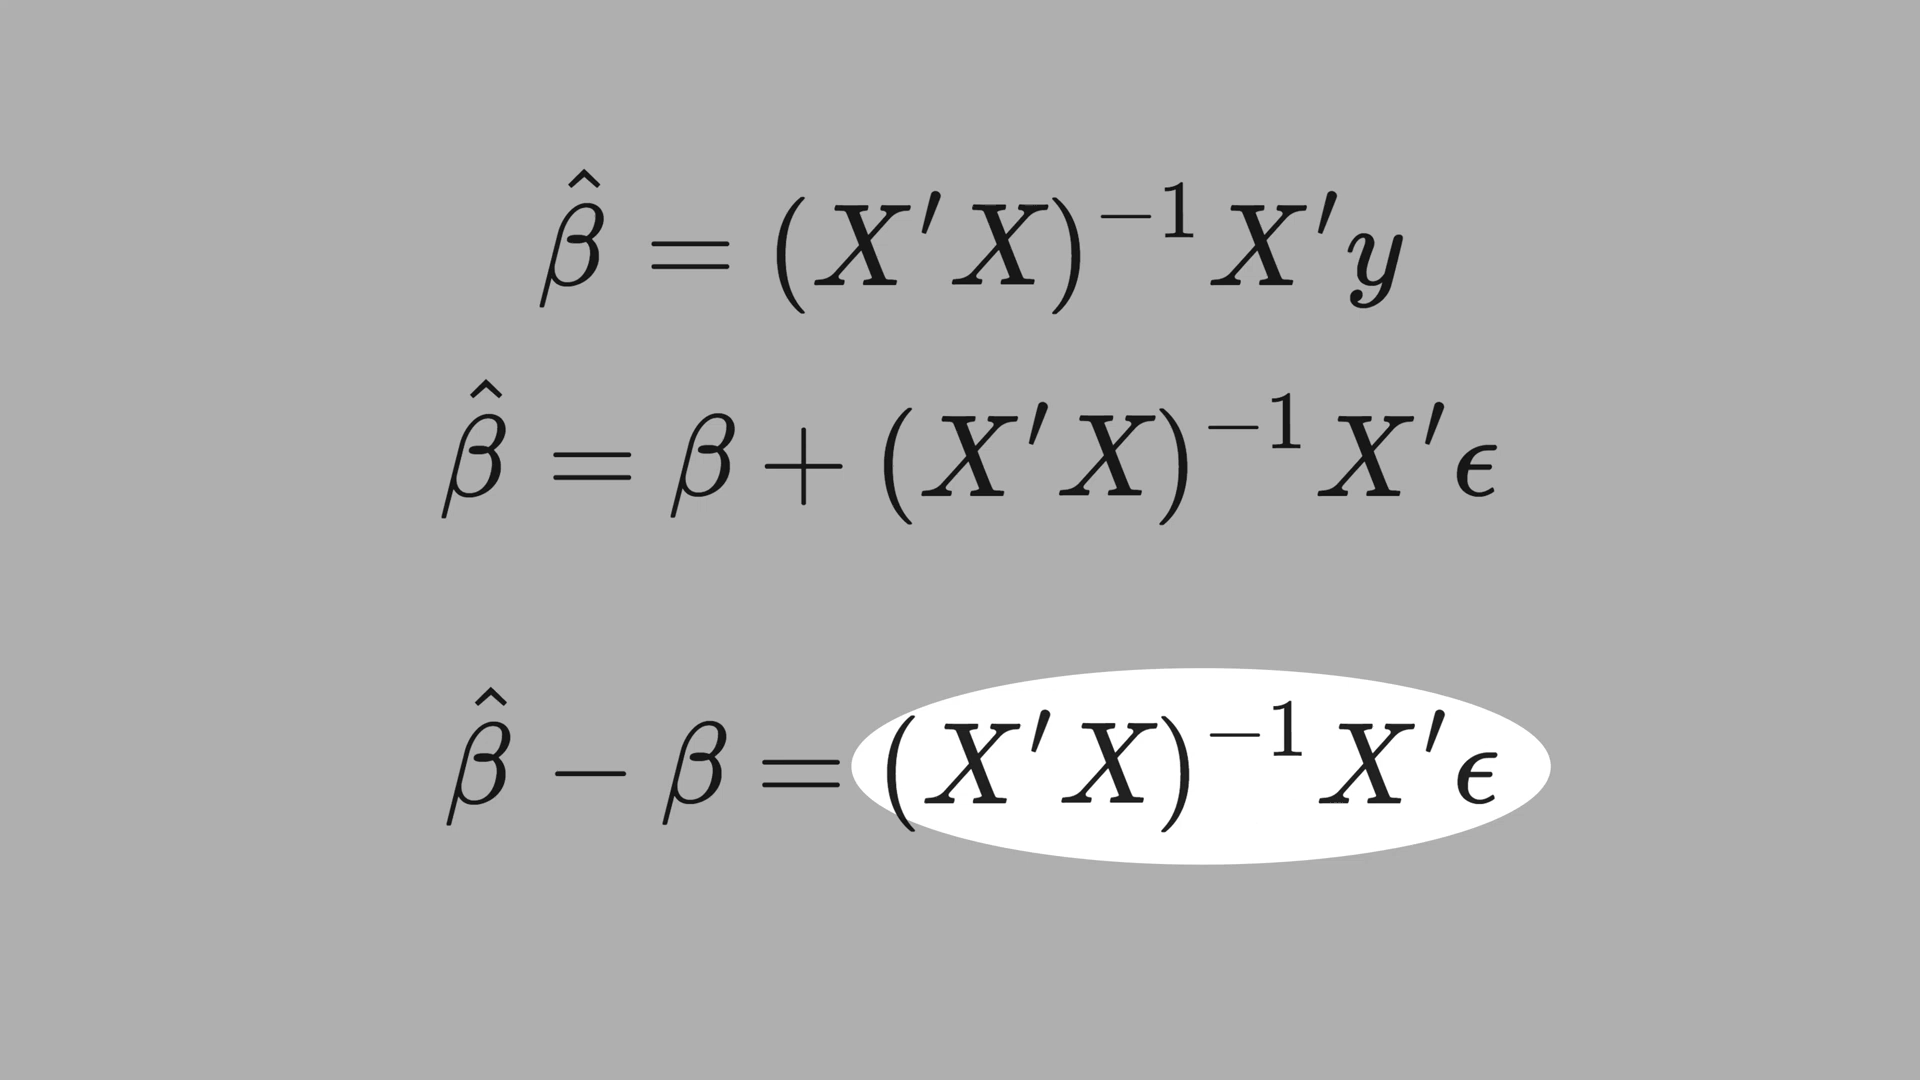 β̂ = (X′X)⁻¹X′y
β̂ = β + (X′X)⁻¹X′ϵ
β̂ − β = (X′X)⁻¹X′ϵ